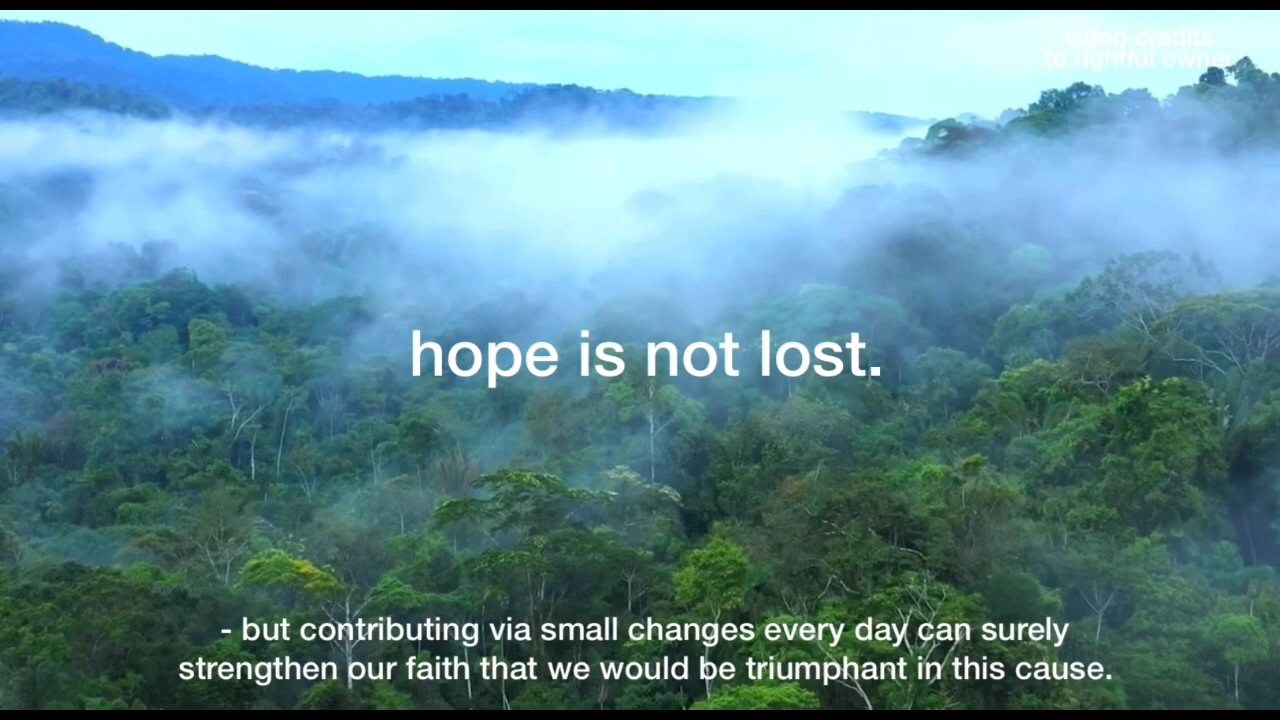 video credits
to rightful owner
hope is not lost.
- but contributing via small changes every day can surely
strengthen our faith that we would be triumphant in this cause.